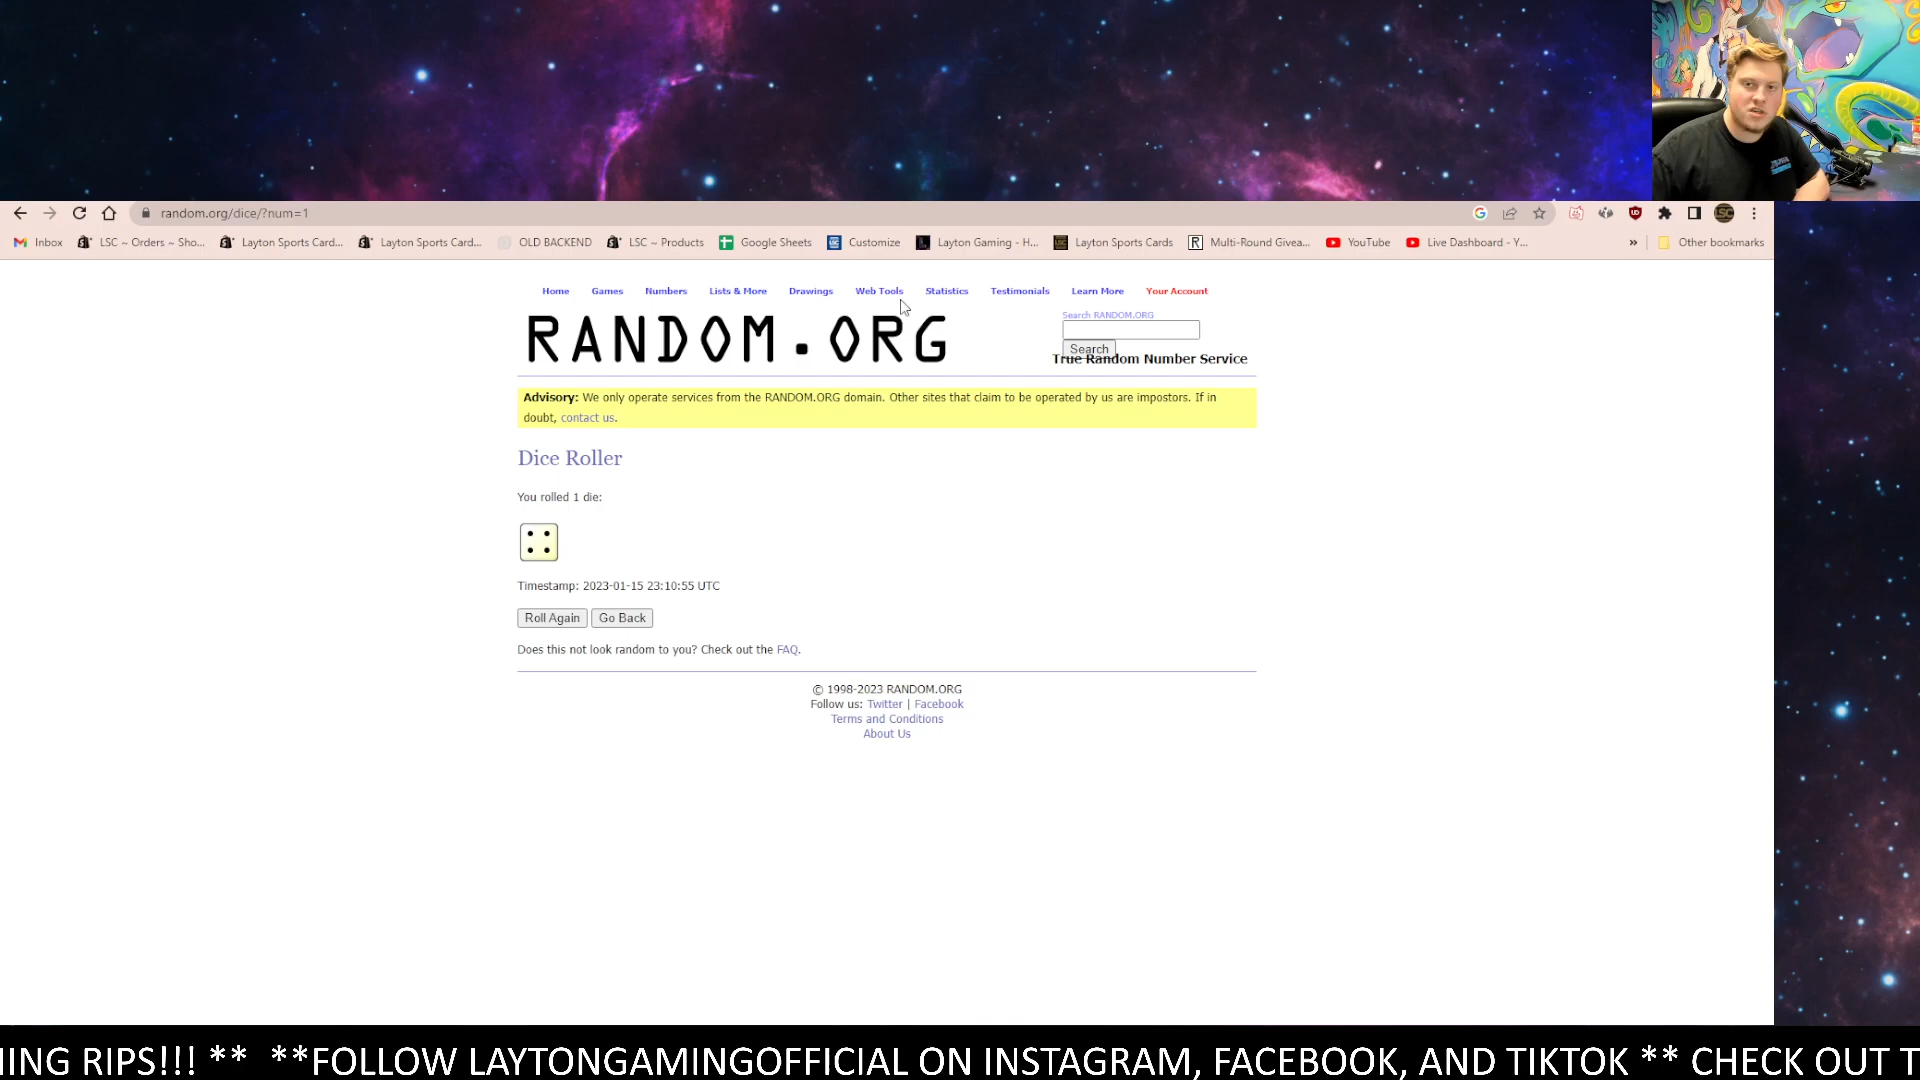 random.org/dice/?num=1
Inbox LSC ~ Orders ~ Sho... Layton Sports Card... Layton Sports Card... OLD BACKEND LSC ~ Products Google Sheets Customize Layton Gaming - H... Layton Sports Cards Multi-Round Givea... YouTube Live Dashboard - Y... » Other bookmarks
Home Games Numbers Lists & More Drawings Web Tools Statistics Testimonials Learn More Your Account
RANDOM.ORG
Search RANDOM.ORG
Search
True Random Number Service
Advisory: We only operate services from the RANDOM.ORG domain. Other sites that claim to be operated by us are impostors. If in
doubt, contact us.
Dice Roller
You rolled 1 die:
Timestamp: 2023-01-15 23:10:55 UTC
Roll Again Go Back
Does this not look random to you? Check out the FAQ.
© 1998-2023 RANDOM.ORG
Follow us: Twitter | Facebook
Terms and Conditions
About Us
NING RIPS!!! ** **FOLLOW LAYTONGAMINGOFFICIAL ON INSTAGRAM, FACEBOOK, AND TIKTOK ** CHECK OUT T